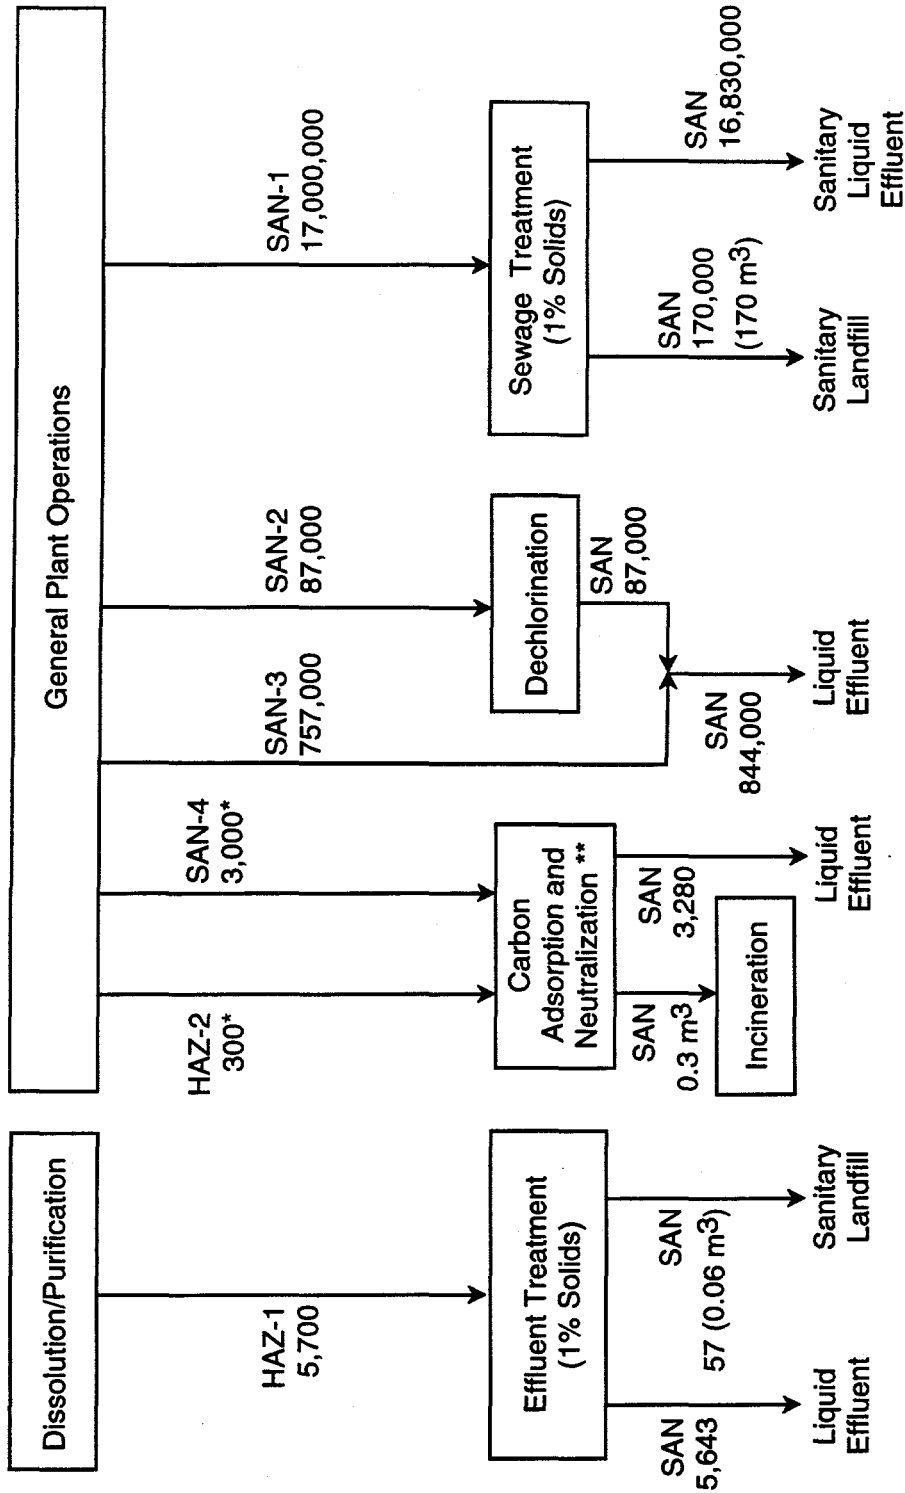 Dissolution/Purification
General Plant Operations
HAZ-1
5,700
HAZ-2
300*
SAN-4
3,000*
SAN-3
757,000
SAN-2
87,000
SAN-1
17,000,000
Effluent Treatment
(1% Solids)
Carbon
Adsorption and
Neutralization **
Dechlorination
Sewage Treatment
(1% Solids)
SAN
5,643
SAN
57 (0.06 m3)
SAN
0.3 m3
SAN
3,280
SAN
87,000
SAN
844,000
SAN
170,000
(170 m3)
SAN
16,830,000
Incineration
Liquid
Effluent
Sanitary
Landfill
Liquid
Effluent
Liquid
Effluent
Sanitary
Landfill
Sanitary
Liquid
Effluent